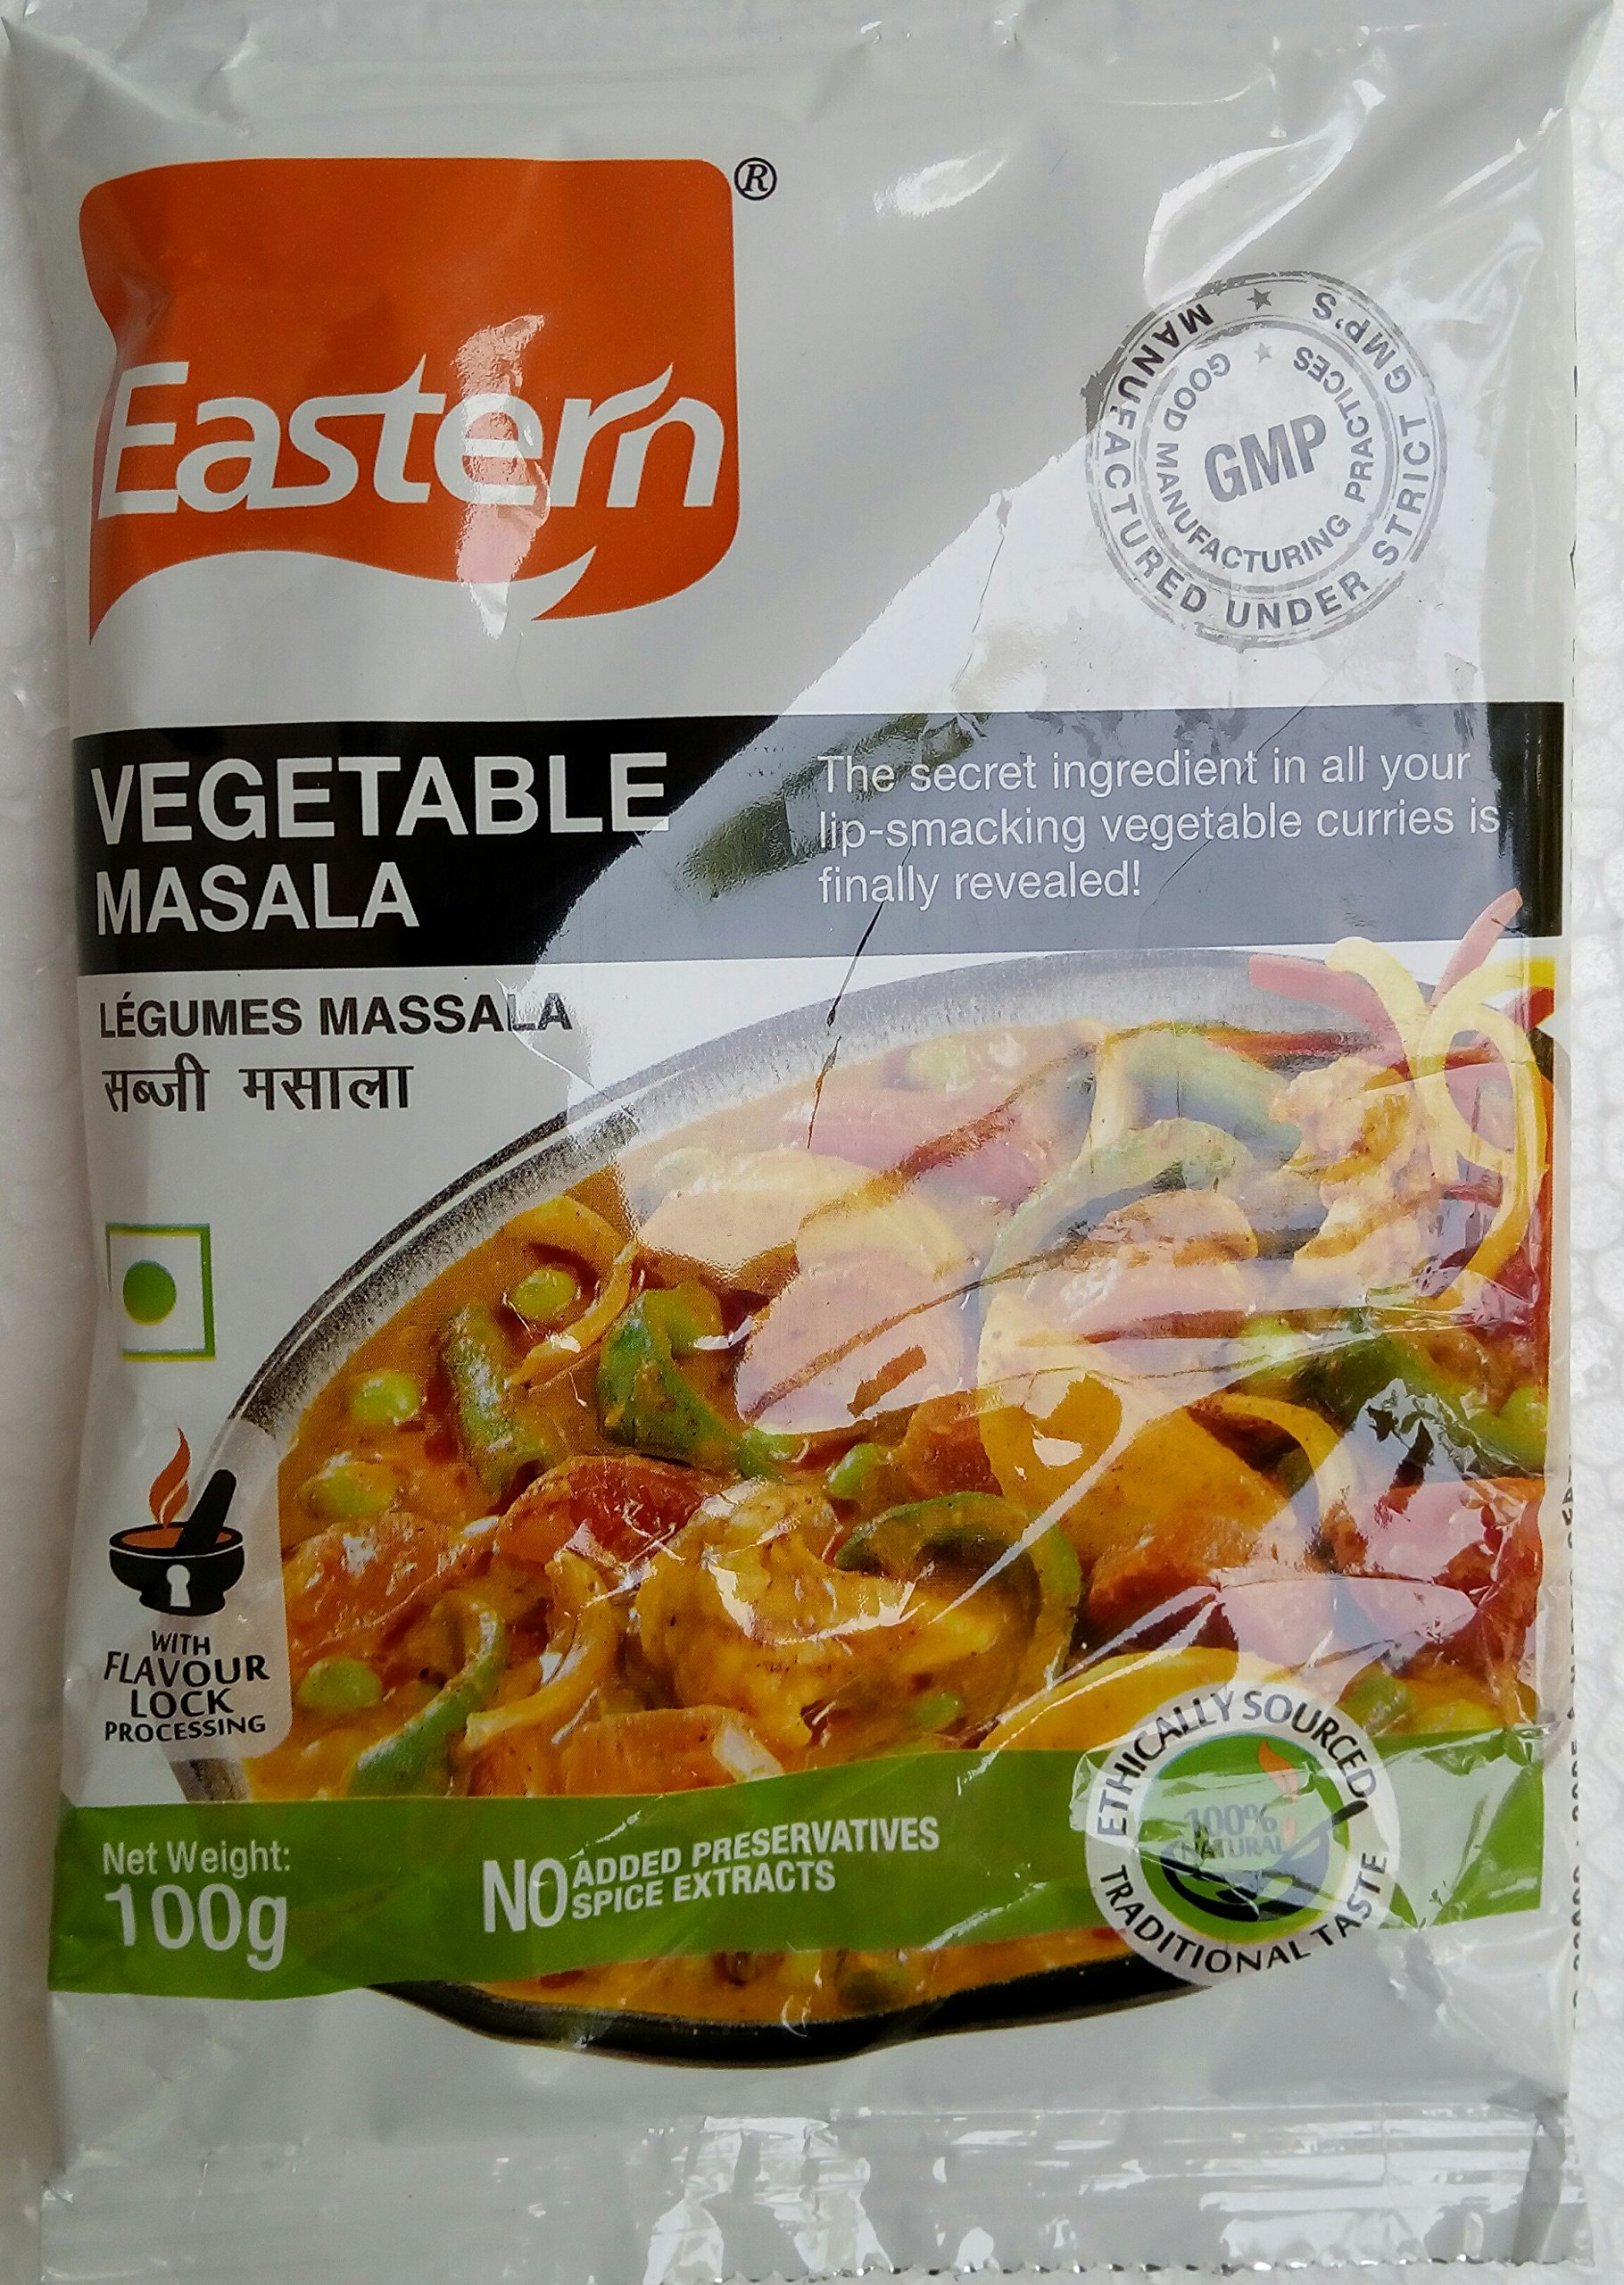 Eastern®
MANUFACTURED UNDER STRICT GMP'S
GOOD MANUFACTURING PRACTICES
GMP
VEGETABLE
MASALA
The secret ingredient in all your
lip-smacking vegetable curries is
finally revealed!
LÉGUMES MASSALA
सब्जी मसाला
WITH
FLAVOUR
LOCK
PROCESSING
Net Weight:
100g
NO ADDED PRESERVATIVES
SPICE EXTRACTS
ETHICALLY SOURCED
100%
NATURAL
TRADITIONAL TASTE